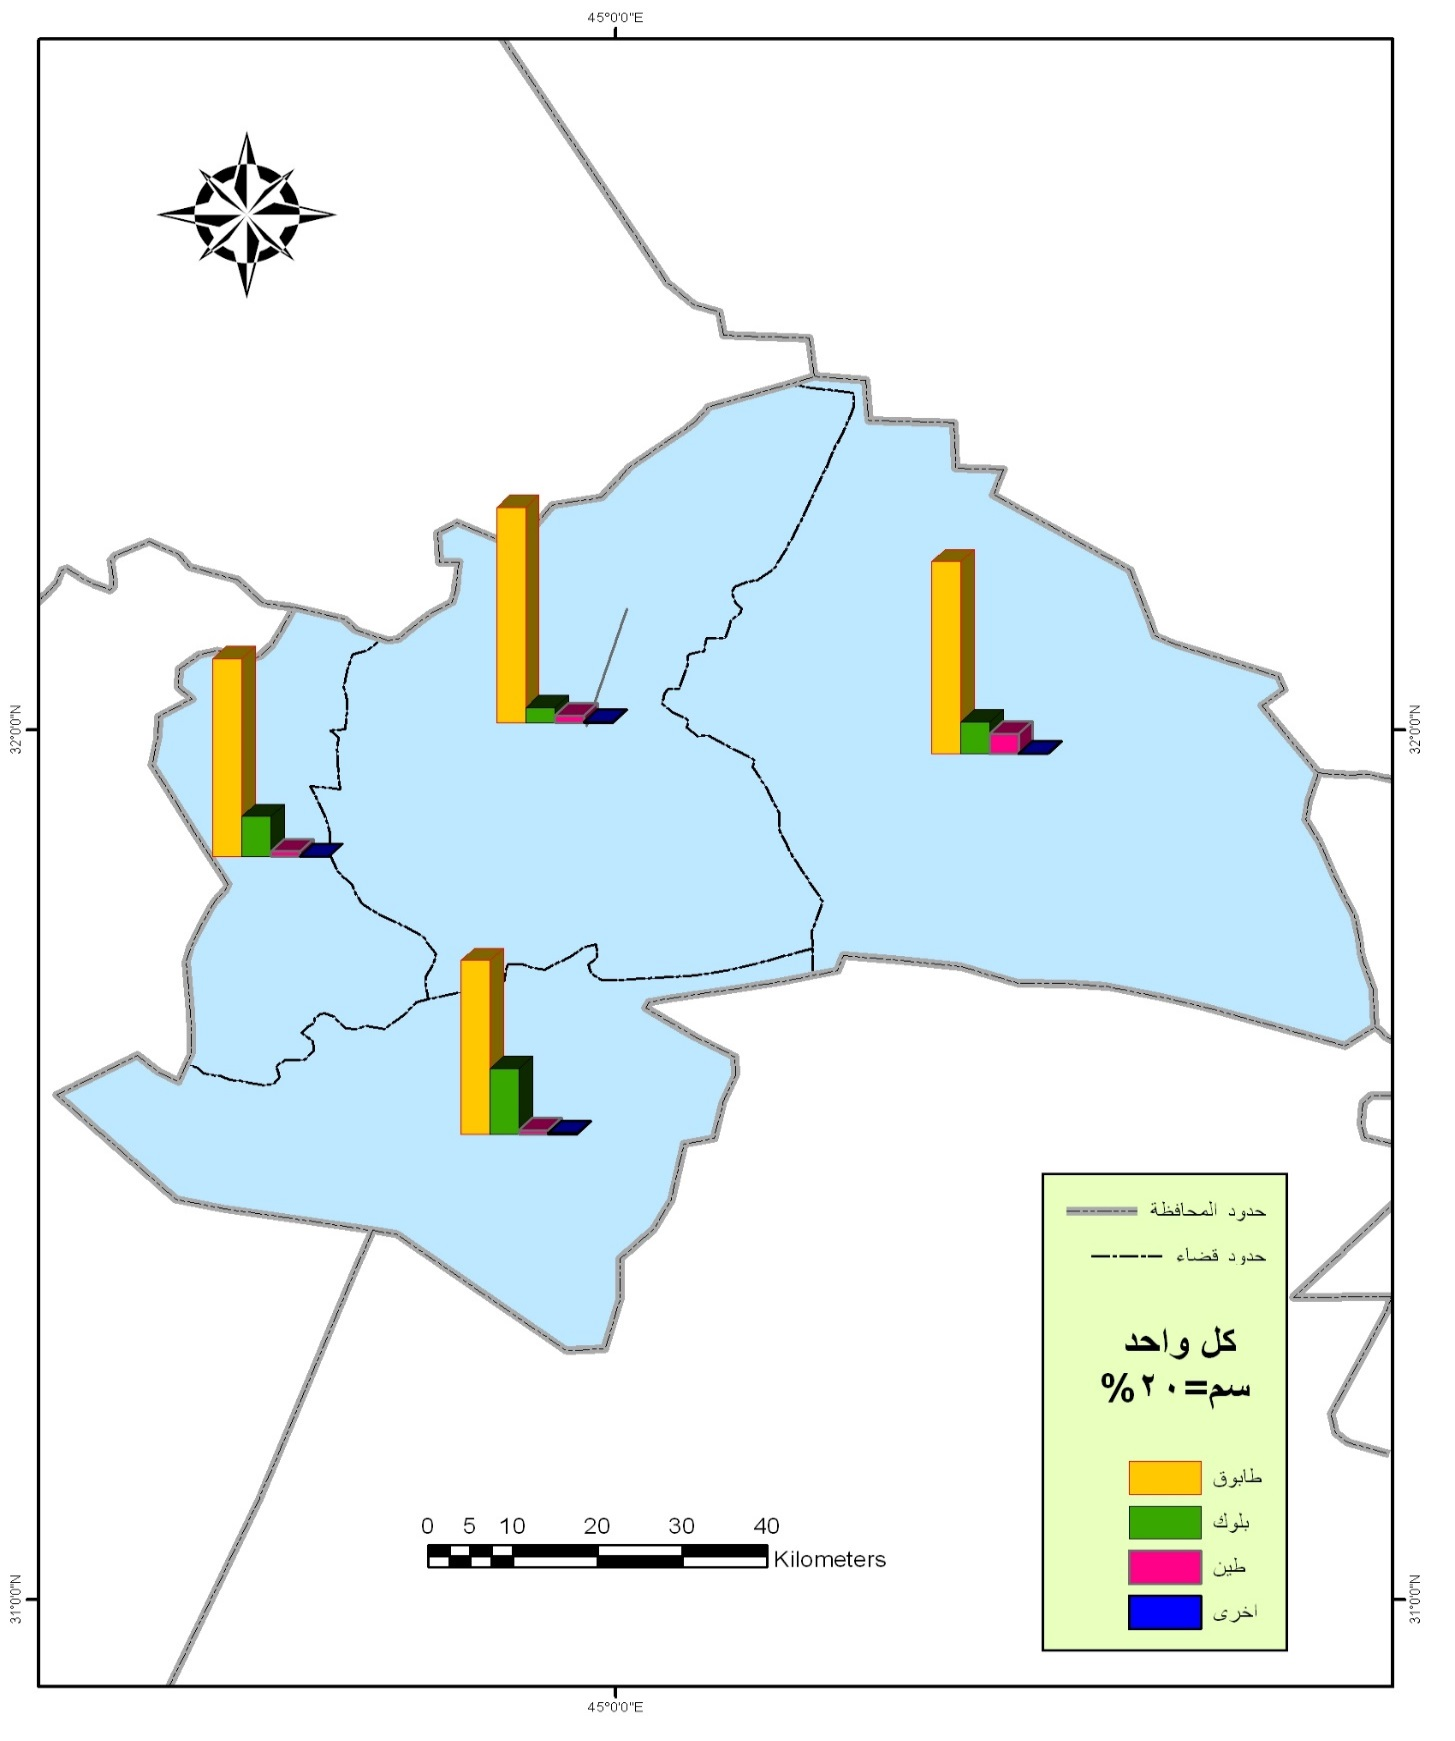 45°0'0"E
32°0'0"N
32°0'0"N
حدود المحافظة
حدود قضاء
كل واحد
سم=٢٠%
طابوق
بلوك
طين
اخرى
0 5 10 20 30 40
Kilometers
31°0'0"N
31°0'0"N
45°0'0"E